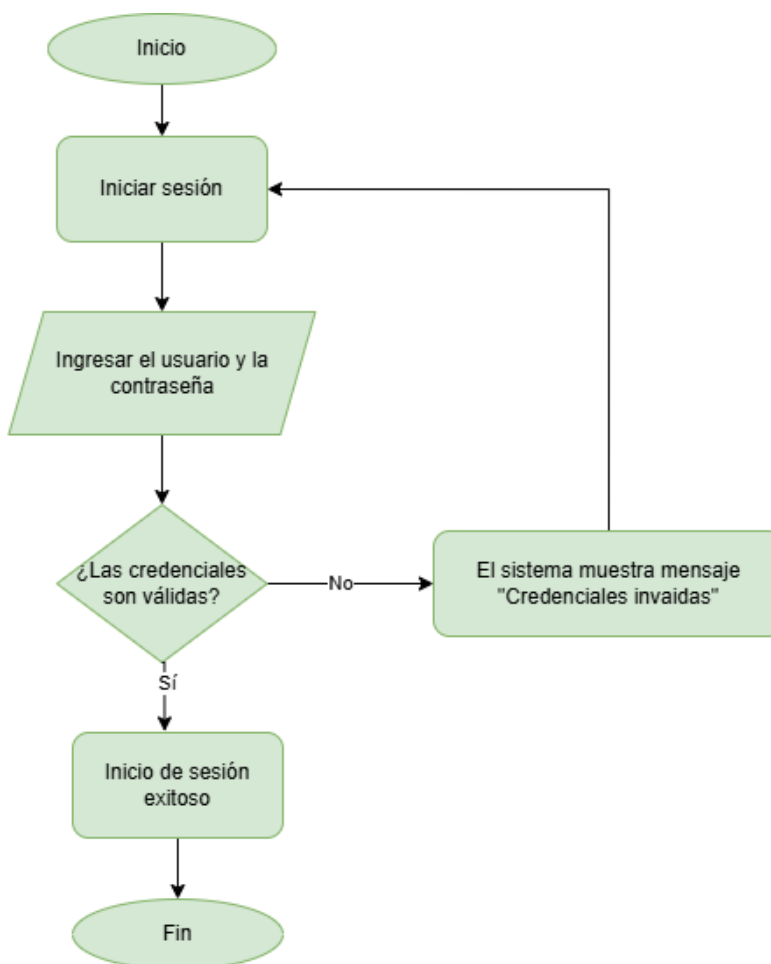 Inicio
Iniciar sesión
Ingresar el usuario y la
contraseña
¿Las credenciales
son válidas?
No
El sistema muestra mensaje
"Credenciales invaidas"
Sí
Inicio de sesión
exitoso
Fin